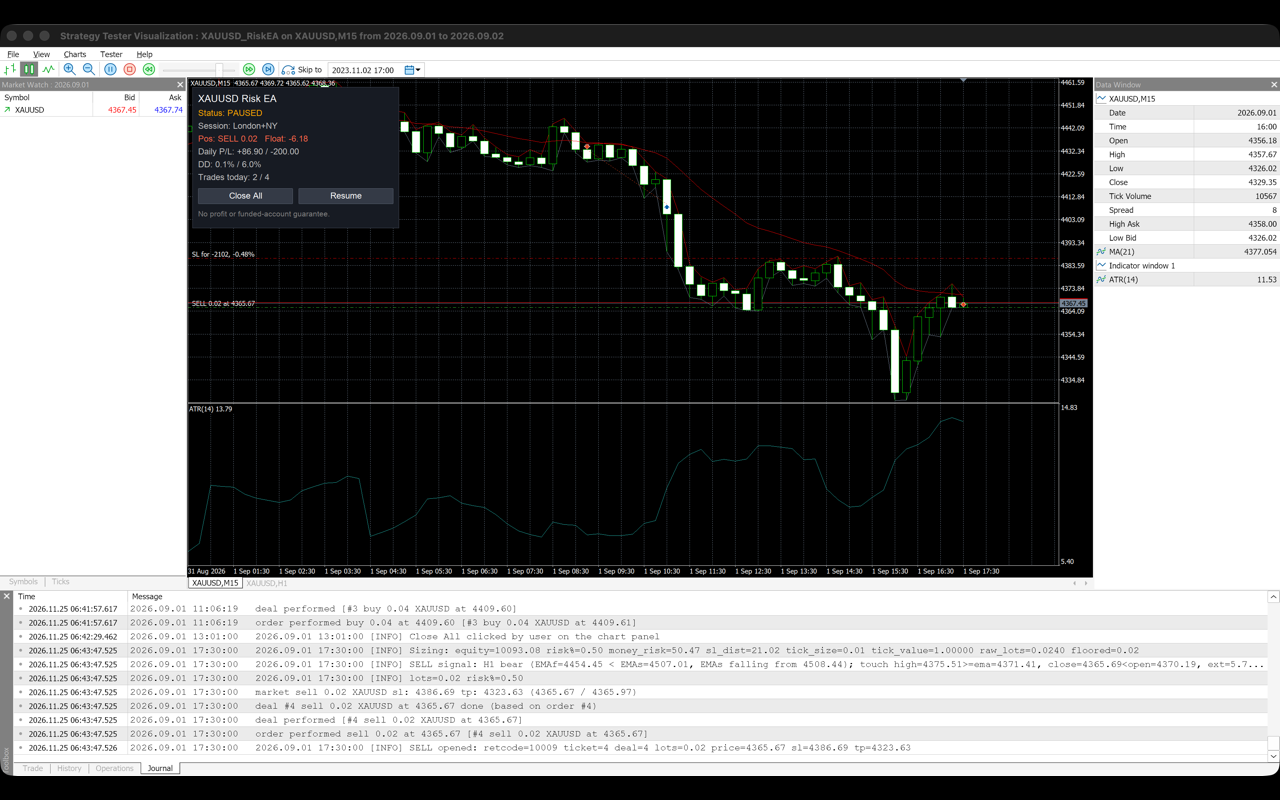 Strategy Tester Visualization : XAUUSD_RiskEA on XAUUSD,M15 from 2026.09.01 to 2026.09.02
File View Charts Tester Help
Skip to 2023.11.02 17:00
Market Watch : 2026.09.01
Symbol Bid Ask
XAUUSD 4367,45 4367,74
Symbols Ticks
XAUUSD,M15 4365.67 4369.72 4365.62 4368.36
XAUUSD Risk EA
Status: PAUSED
Session: London+NY
Pos: SELL 0.02 Float: -6.18
Daily P/L: +86.90 / -200.00
DD: 0.1% / 6.0%
Trades today: 2 / 4
Close All Resume
No profit or funded-account guarantee.
SL for -2102, -0.48%
SELL 0.02 at 4365.67
4461.59
4451.84
4442.09
4432.34
4422.59
4412.84
4403.09
4393.34
4383.59
4373.84
4367.45
4364.09
4354.34
4344.59
4334.84
ATR(14) 13.79
14.83
5.40
31 Aug 2026 1 Sep 01:30 1 Sep 02:30 1 Sep 03:30 1 Sep 04:30 1 Sep 05:30 1 Sep 06:30 1 Sep 07:30 1 Sep 08:30 1 Sep 09:30 1 Sep 10:30 1 Sep 11:30 1 Sep 12:30 1 Sep 13:30 1 Sep 14:30 1 Sep 15:30 1 Sep 16:30 1 Sep 17:30
XAUUSD,M15 XAUUSD,H1
Data Window
XAUUSD,M15
Date 2026.09.01
Time 16:00
Open 4356.18
High 4357.67
Low 4326.02
Close 4329.35
Tick Volume 10567
Spread 8
High Ask 4358.00
Low Bid 4326.02
MA(21) 4377.054
Indicator window 1
ATR(14) 11.53
Time Message
2026.11.25 06:41:57.617 2026.09.01 11:06:19 deal performed [#3 buy 0.04 XAUUSD at 4409.60]
2026.11.25 06:41:57.617 2026.09.01 11:06:19 order performed buy 0.04 at 4409.60 [#3 buy 0.04 XAUUSD at 4409.61]
2026.11.25 06:42:29.462 2026.09.01 13:01:00 2026.09.01 13:01:00 [INFO] Close All clicked by user on the chart panel
2026.11.25 06:43:47.525 2026.09.01 17:30:00 2026.09.01 17:30:00 [INFO] Sizing: equity=10093.08 risk%=0.50 money_risk=50.47 sl_dist=21.02 tick_size=0.01 tick_value=1.00000 raw_lots=0.0240 floored=0.02
2026.11.25 06:43:47.525 2026.09.01 17:30:00 2026.09.01 17:30:00 [INFO] SELL signal: H1 bear (EMAf=4454.45 < EMAs=4507.01, EMAs falling from 4508.44); touch high=4375.51>=ema=4371.41, close=4365.69<open=4370.19, ext=5.7...
2026.11.25 06:43:47.525 2026.09.01 17:30:00 2026.09.01 17:30:00 [INFO] lots=0.02 risk%=0.50
2026.11.25 06:43:47.525 2026.09.01 17:30:00 market sell 0.02 XAUUSD sl: 4386.69 tp: 4323.63 (4365.67 / 4365.97)
2026.11.25 06:43:47.525 2026.09.01 17:30:00 deal #4 sell 0.02 XAUUSD at 4365.67 done (based on order #4)
2026.11.25 06:43:47.525 2026.09.01 17:30:00 deal performed [#4 sell 0.02 XAUUSD at 4365.67]
2026.11.25 06:43:47.525 2026.09.01 17:30:00 order performed sell 0.02 at 4365.67 [#4 sell 0.02 XAUUSD at 4365.67]
2026.11.25 06:43:47.526 2026.09.01 17:30:00 2026.09.01 17:30:00 [INFO] SELL opened: retcode=10009 ticket=4 deal=4 lots=0.02 price=4365.67 sl=4386.69 tp=4323.63
Trade History Operations Journal